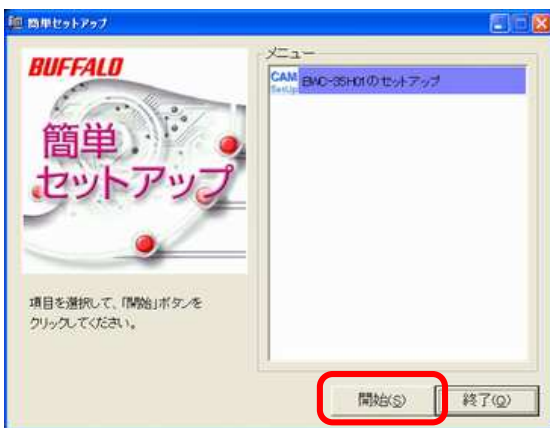 簡単セットアップ
BUFFALO
簡単
セットアップ
項目を選択して、「開始」ボタンを
クリックしてください。
メニュー
CAM
SetUp
BWC-35H01のセットアップ
開始(S)
終了(Q)